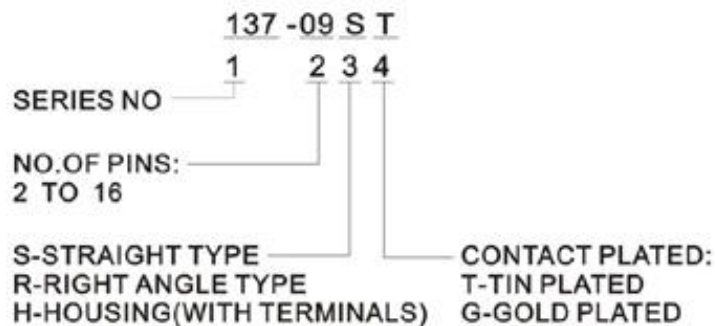 137-09 S T
1 2 3 4
SERIES NO
NO.OF PINS:
2 TO 16
S-STRAIGHT TYPE
R-RIGHT ANGLE TYPE
H-HOUSING(WITH TERMINALS)
CONTACT PLATED:
T-TIN PLATED
G-GOLD PLATED